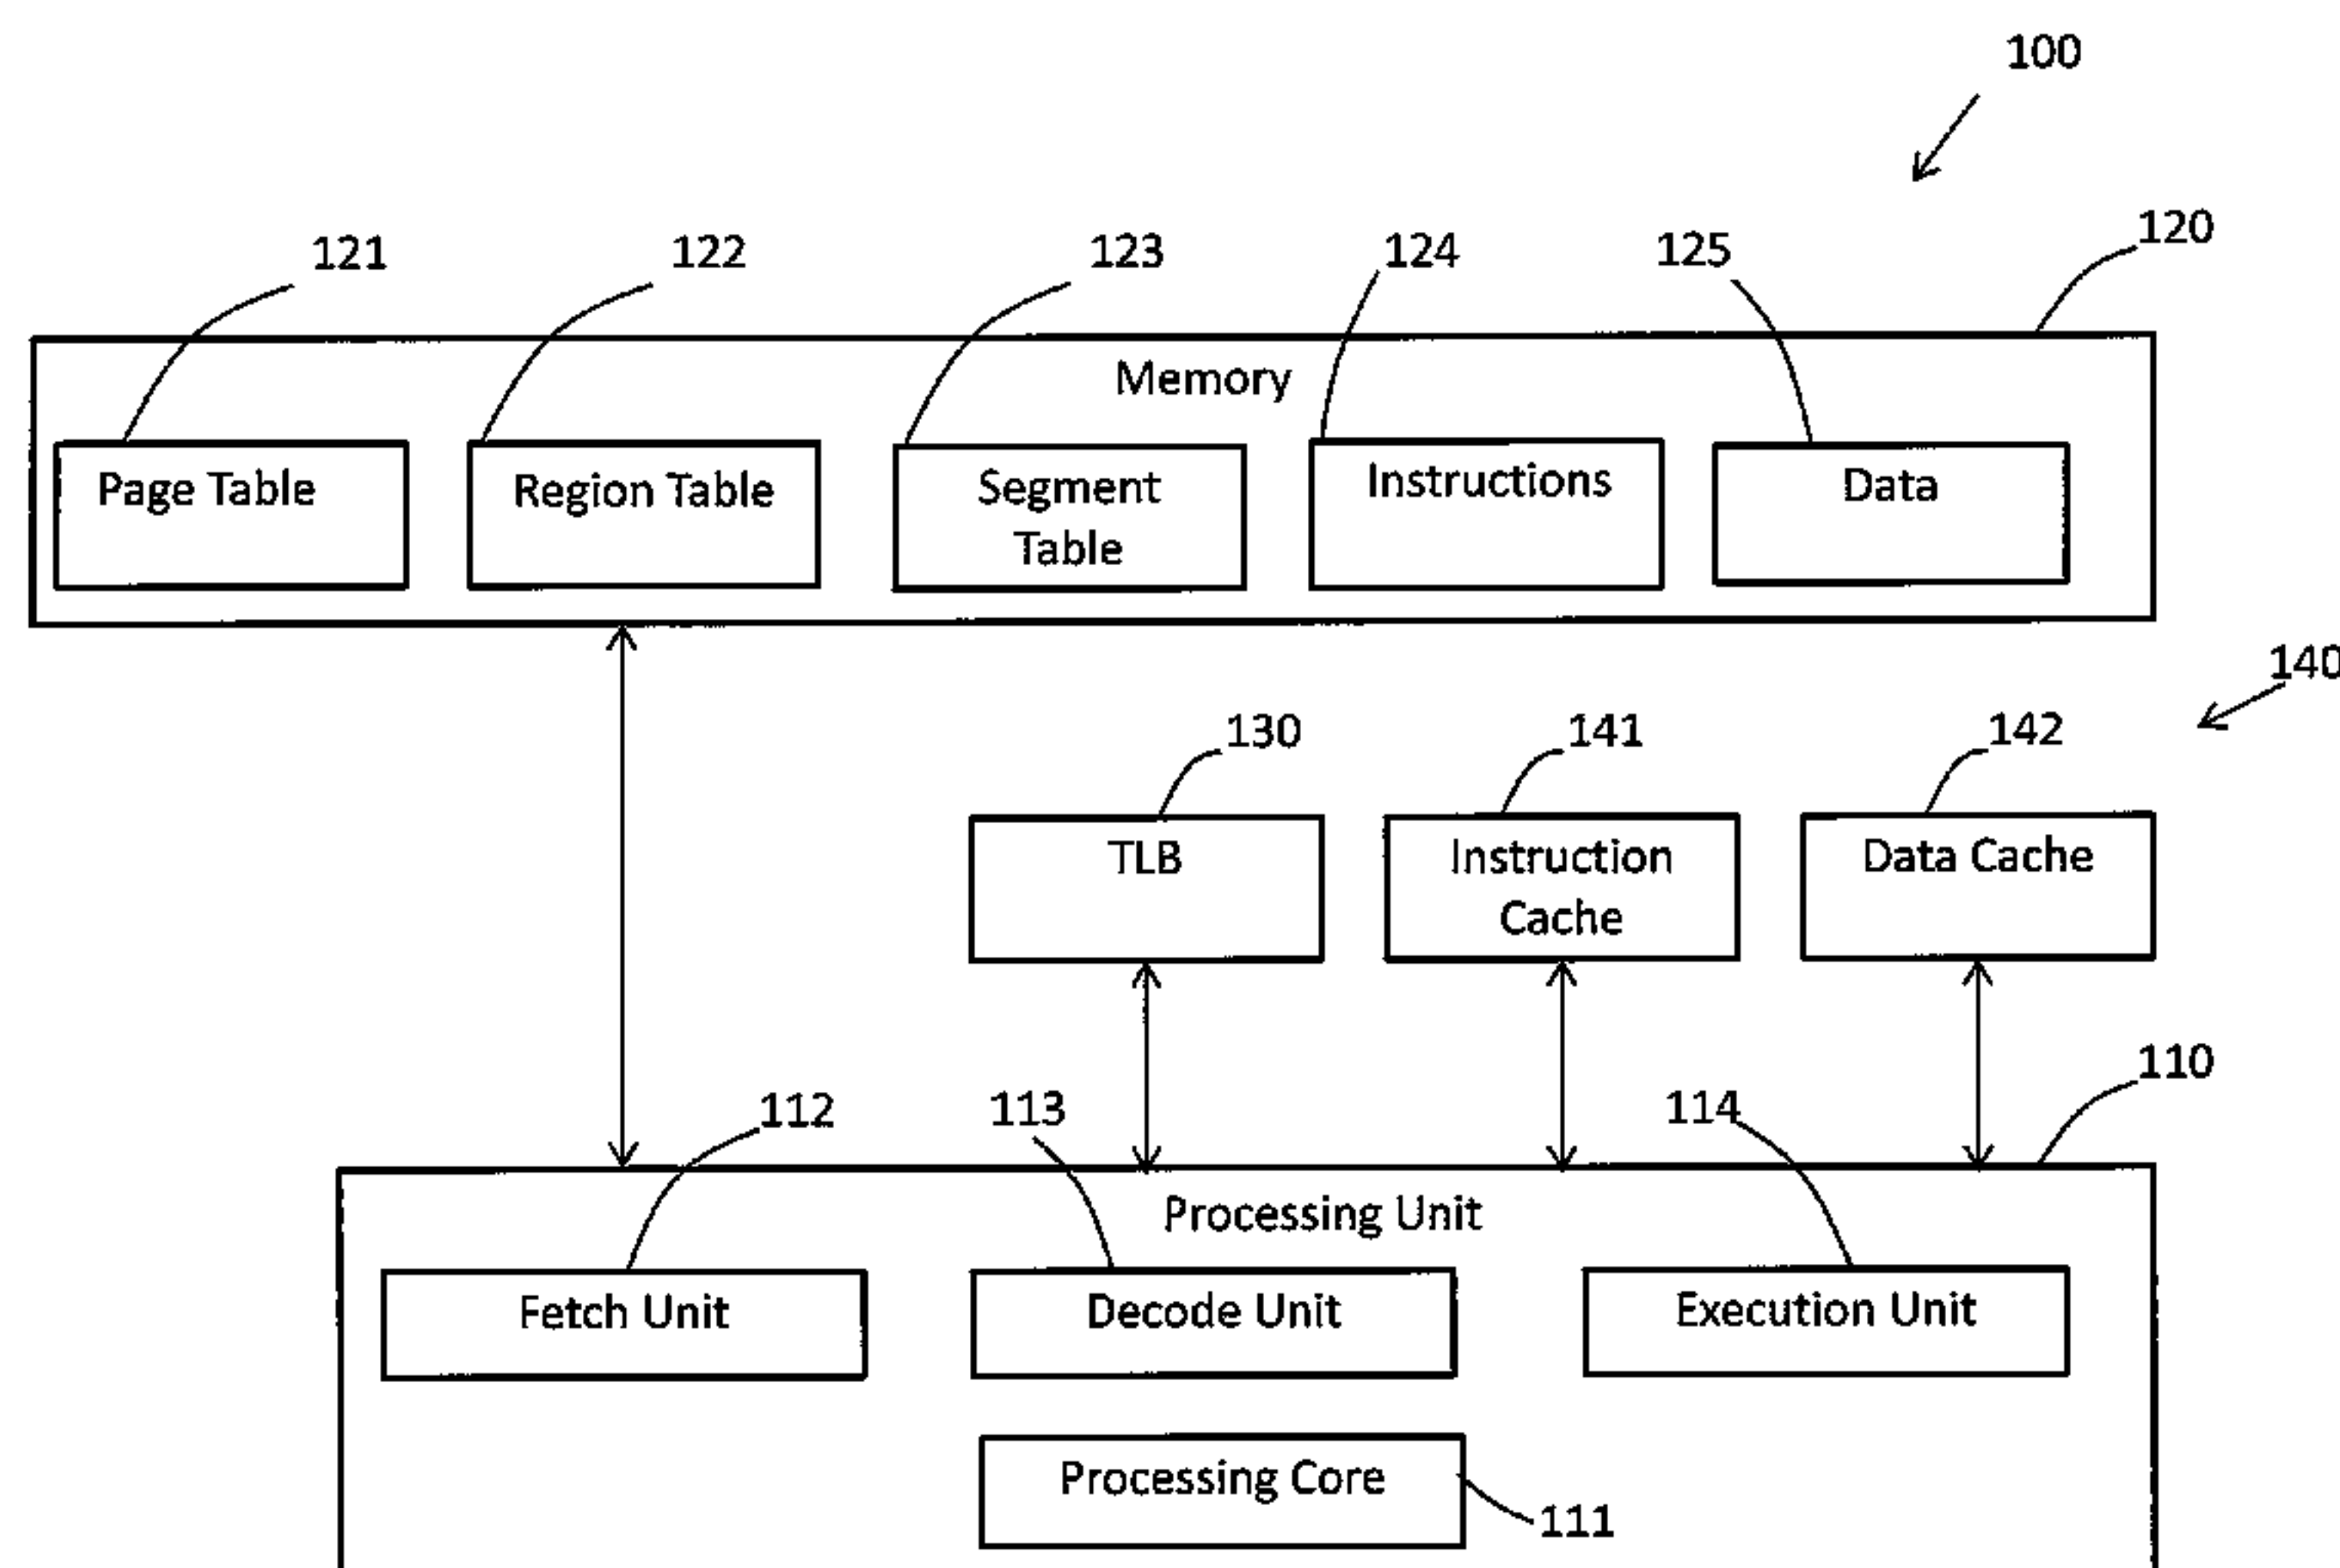 100
120
121
122
123
124
125
Memory
Page Table
Region Table
Segment
Table
Instructions
Data
140
130
141
142
TLB
Instruction
Cache
Data Cache
110
112
113
114
Processing Unit
Fetch Unit
Decode Unit
Execution Unit
Processing Core
111